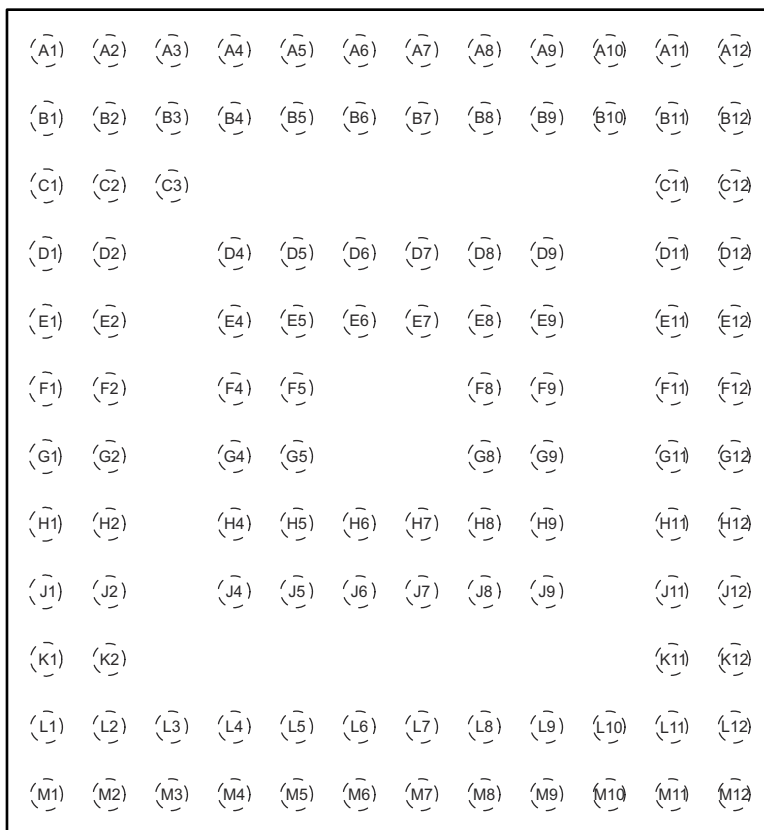 A1 A2 A3 A4 A5 A6 A7 A8 A9 A10 A11 A12
B1 B2 B3 B4 B5 B6 B7 B8 B9 B10 B11 B12
C1 C2 C3 C11 C12
D1 D2 D4 D5 D6 D7 D8 D9 D11 D12
E1 E2 E4 E5 E6 E7 E8 E9 E11 E12
F1 F2 F4 F5 F8 F9 F11 F12
G1 G2 G4 G5 G8 G9 G11 G12
H1 H2 H4 H5 H6 H7 H8 H9 H11 H12
J1 J2 J4 J5 J6 J7 J8 J9 J11 J12
K1 K2 K11 K12
L1 L2 L3 L4 L5 L6 L7 L8 L9 L10 L11 L12
M1 M2 M3 M4 M5 M6 M7 M8 M9 M10 M11 M12